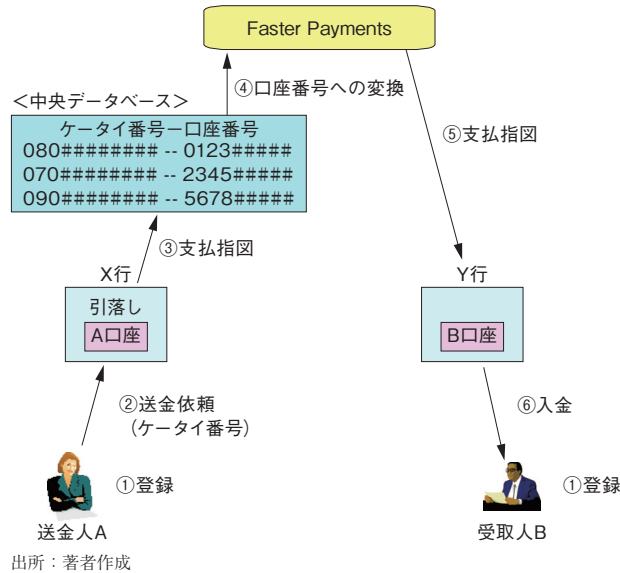 Faster Payments
④口座番号への変換
＜中央データベース＞
ケータイ番号ー口座番号
080######## -- 0123#####
070######## -- 2345#####
090######## -- 5678#####
⑤支払指図
③支払指図
X行
引落し
A口座
Y行
B口座
②送金依頼
（ケータイ番号）
⑥入金
①登録
①登録
送金人A
受取人B
出所：著者作成